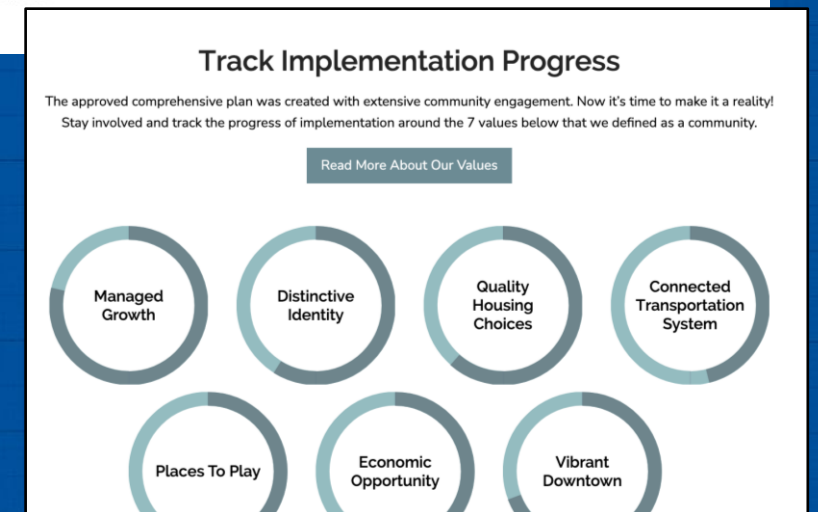 Track Implementation Progress
The approved comprehensive plan was created with extensive community engagement. Now it's time to make it a reality!
Stay involved and track the progress of implementation around the 7 values below that we defined as a community.
Read More About Our Values
Managed
Growth
Distinctive
Identity
Quality
Housing
Choices
Connected
Transportation
System
Places To Play
Economic
Opportunity
Vibrant
Downtown